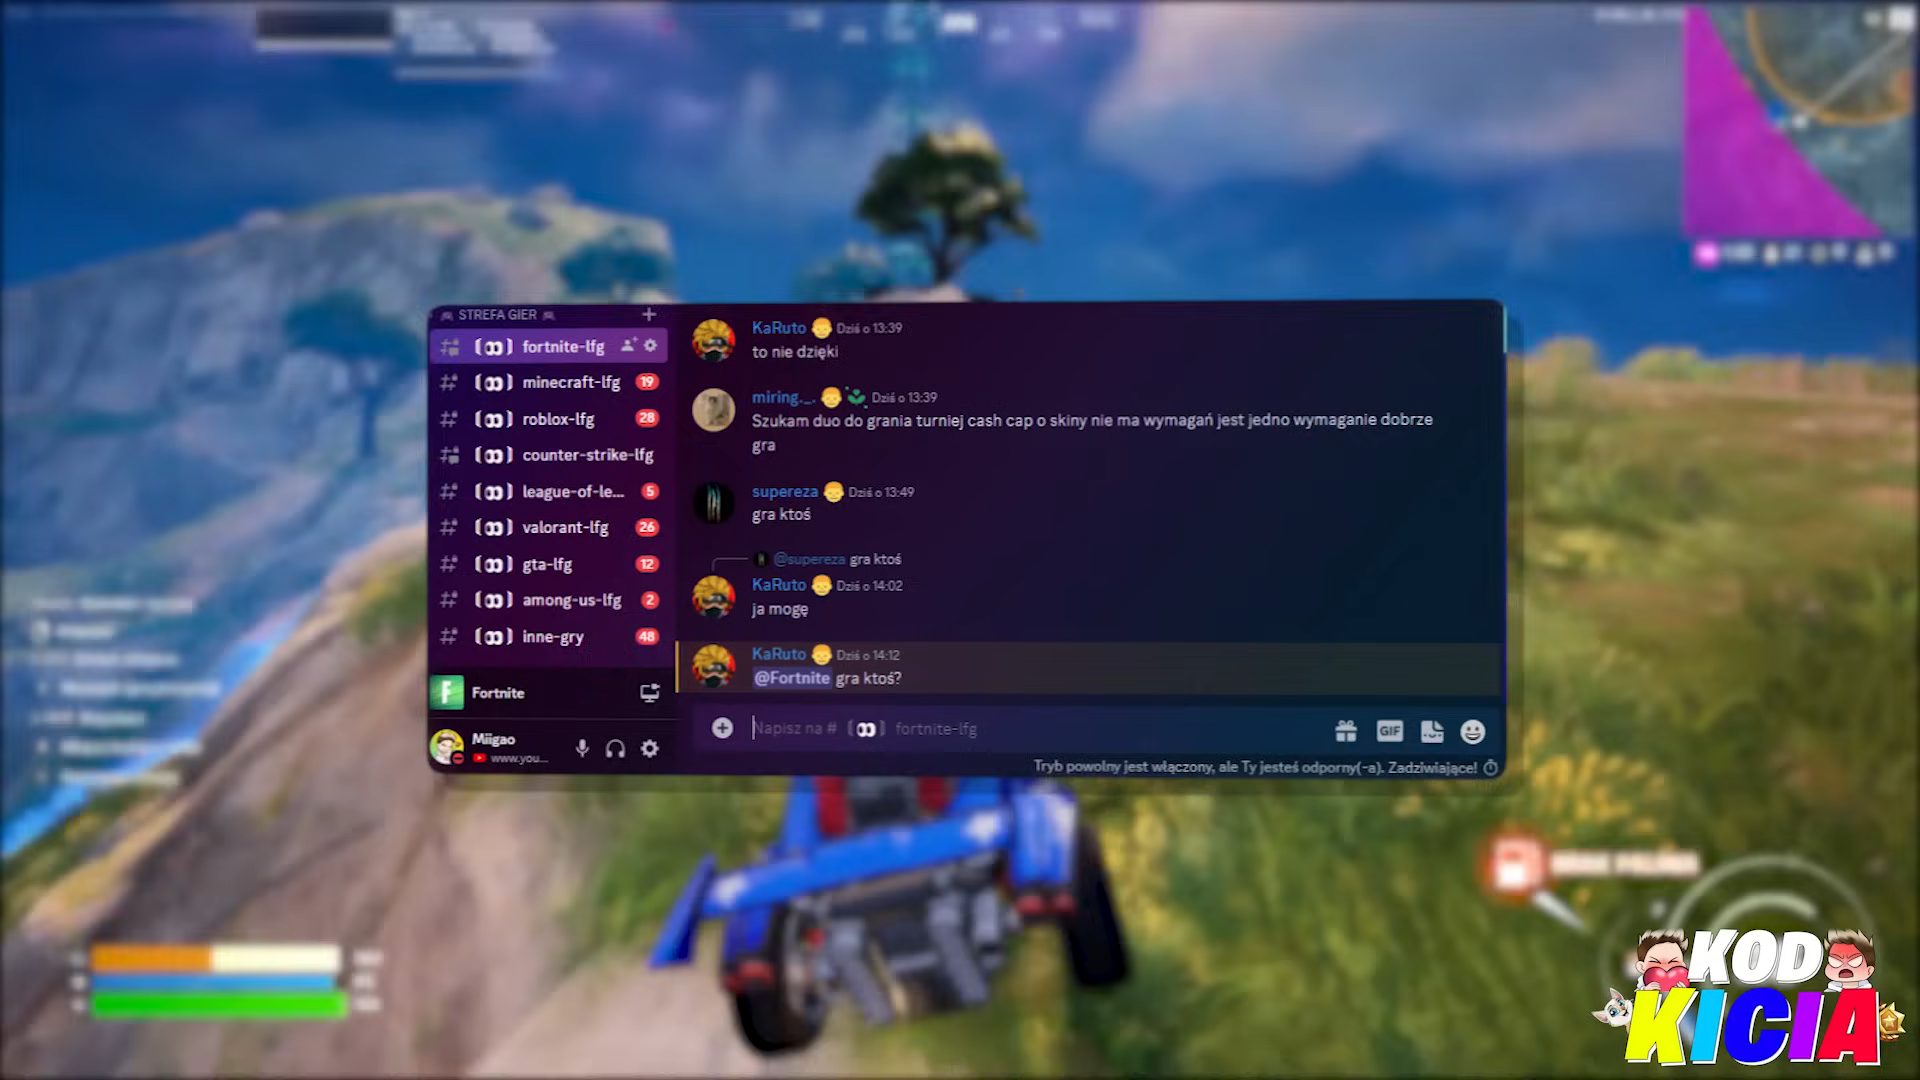 STREFA GIER
fortnite-lfg
minecraft-lfg 19
roblox-lfg 28
counter-strike-lfg
league-of-le... 5
valorant-lfg 26
gta-lfg 12
among-us-lfg 2
inne-gry 48
F Fortnite
Miigao
www.you...
KaRuto Dziś o 13:39
to nie dzięki
miring._. Dziś o 13:39
Szukam duo do grania turniej cash cap o skiny nie ma wymagań jest jedno wymaganie dobrze
gra
supereza Dziś o 13:49
gra ktoś
@supereza gra ktoś
KaRuto Dziś o 14:02
ja mogę
KaRuto Dziś o 14:12
@Fortnite gra ktoś?
Napisz na # fortnite-lfg
GIF
Tryb powolny jest włączony, ale Ty jesteś odporny(-a). Zadziwiające!
KOD
KICIA